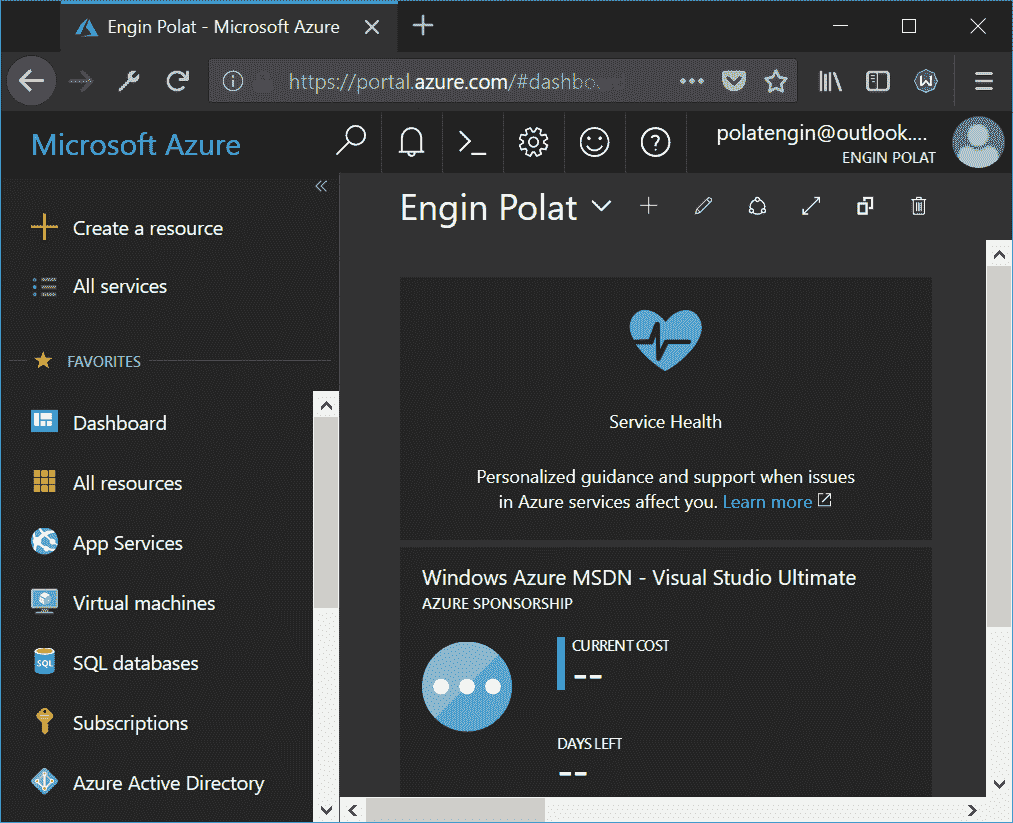 Engin Polat - Microsoft Azure
https://portal.azure.com/#dashbo
Microsoft Azure
polatengin@outlook....
ENGIN POLAT
Create a resource
All services
FAVORITES
Dashboard
All resources
App Services
Virtual machines
SQL databases
SQL
Subscriptions
Azure Active Directory
Engin Polat
Service Health
Personalized guidance and support when issues
in Azure services affect you. Learn more
Windows Azure MSDN - Visual Studio Ultimate
AZURE SPONSORSHIP
CURRENT COST
--
DAYS LEFT
--